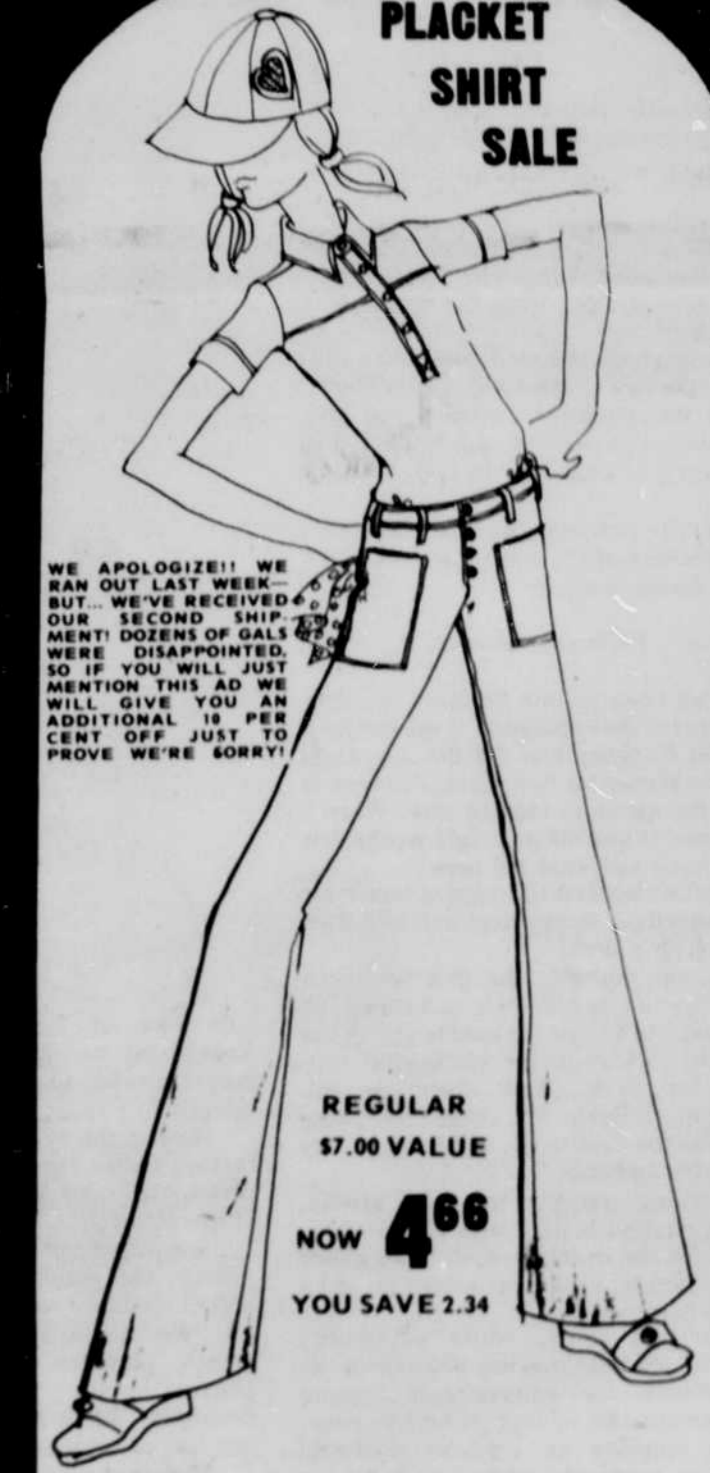 PLACKET
SHIRT
SALE
WE APOLOGIZE!! WE
RAN OUT LAST WEEK—
BUT... WE'VE RECEIVED
OUR SECOND SHIP-
MENT! DOZENS OF GALS
WERE DISAPPOINTED.
SO IF YOU WILL JUST
MENTION THIS AD WE
WILL GIVE YOU AN
ADDITIONAL 10 PER
CENT OFF JUST TO
PROVE WE'RE SORRY!
REGULAR
$7.00 VALUE
NOW 4 66
YOU SAVE 2.34